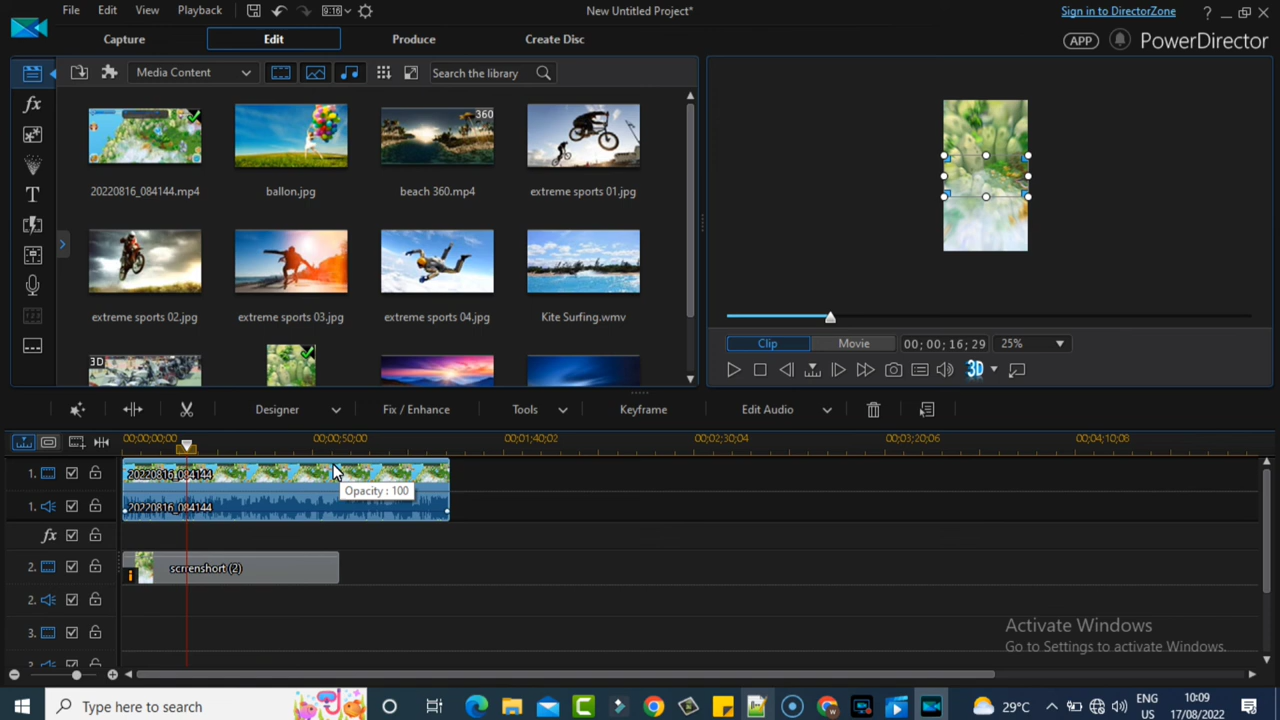 File Edit View Playback 9:16 New Untitled Project* Sign in to DirectorZone ?
Capture Edit Produce Create Disc APP PowerDirector
Media Content Search the library
360
20220816_084144.mp4 ballon.jpg beach 360.mp4 extreme sports 01.jpg
extreme sports 02.jpg extreme sports 03.jpg extreme sports 04.jpg Kite Surfing.wmv
3D
Clip Movie 00; 00; 16; 29 25%
3D
Designer Fix / Enhance Tools Keyframe Edit Audio
00;00;00;00 00;00;50;00 00;01;40;02 00;02;30;04 00;03;20;06 00;04;10;08
1. 20220816_084144
Opacity : 100
1. 20220816_084144
fx
2. i scrrenshort (2)
2.
3.
Activate Windows
Go to Settings to activate Windows.
Type here to search 29°C ENG US 10:09 17/08/2022